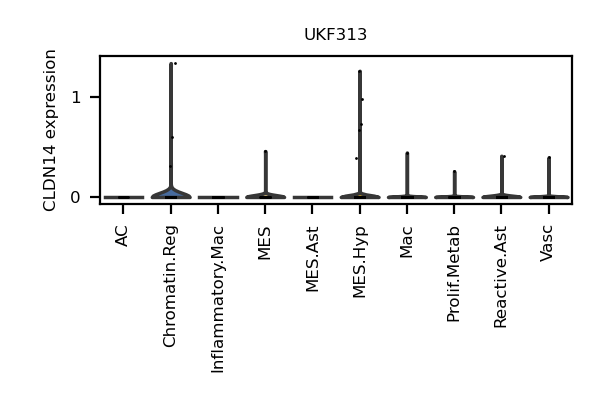 UKF313
CLDN14 expression
1
0
AC
Chromatin.Reg
Inflammatory.Mac
MES
MES.Ast
MES.Hyp
Mac
Prolif.Metab
Reactive.Ast
Vasc